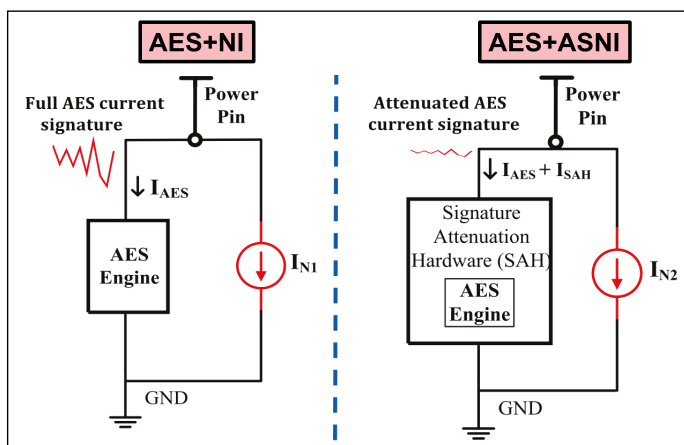 AES+NI
Power
Pin
Full AES current
signature
I_AES
AES
Engine
I_N1
GND
AES+ASNI
Power
Pin
Attenuated AES
current signature
I_AES + I_SAH
Signature
Attenuation
Hardware (SAH)
AES
Engine
I_N2
GND